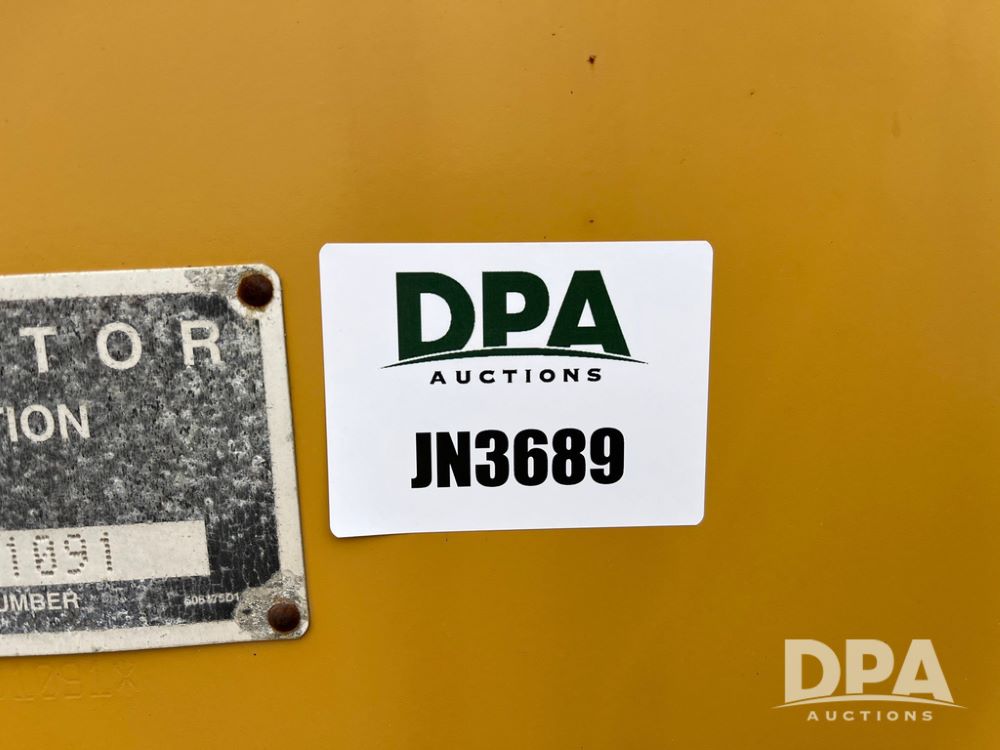 TOR
TION
1091
UMBER
DPA
AUCTIONS
JN3689
DPA
AUCTIONS